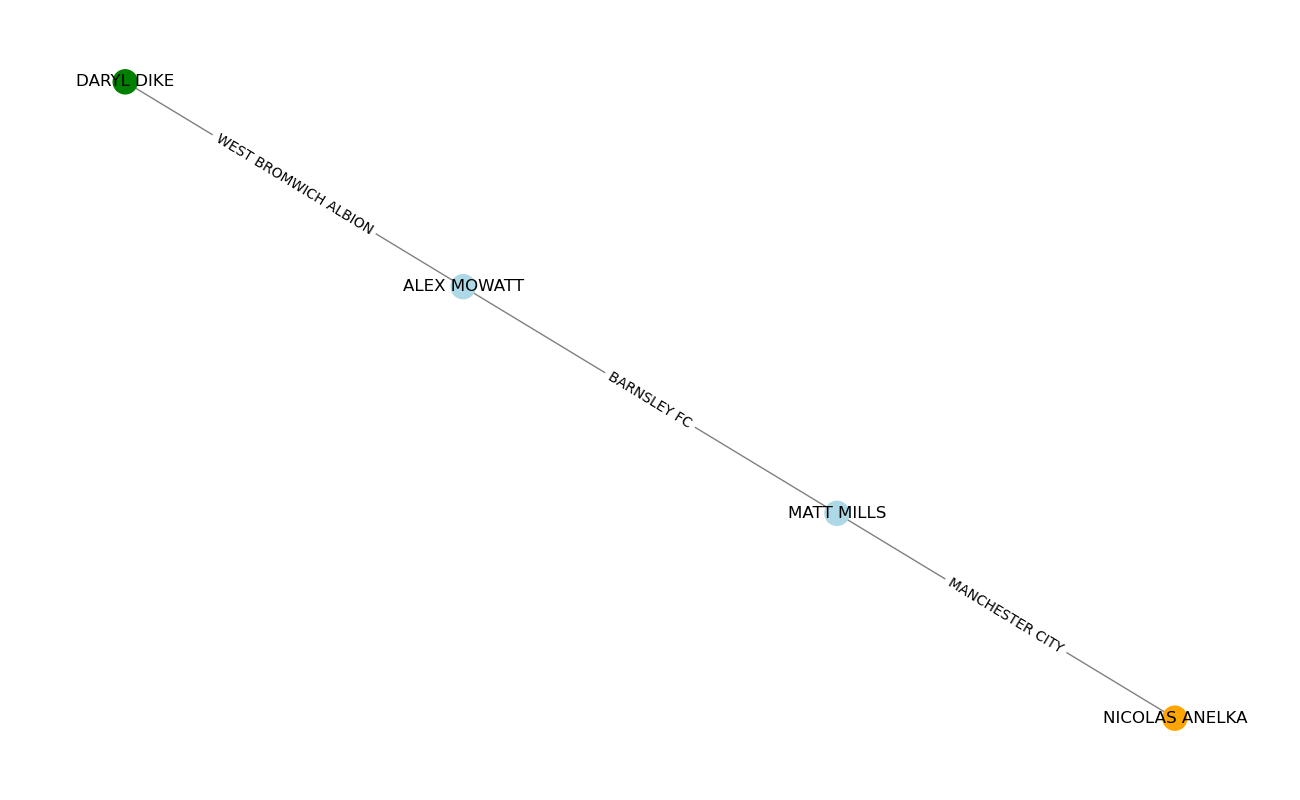 DARYL DIKE
WEST BROMWICH ALBION
ALEX MOWATT
BARNSLEY FC
MATT MILLS
MANCHESTER CITY
NICOLAS ANELKA